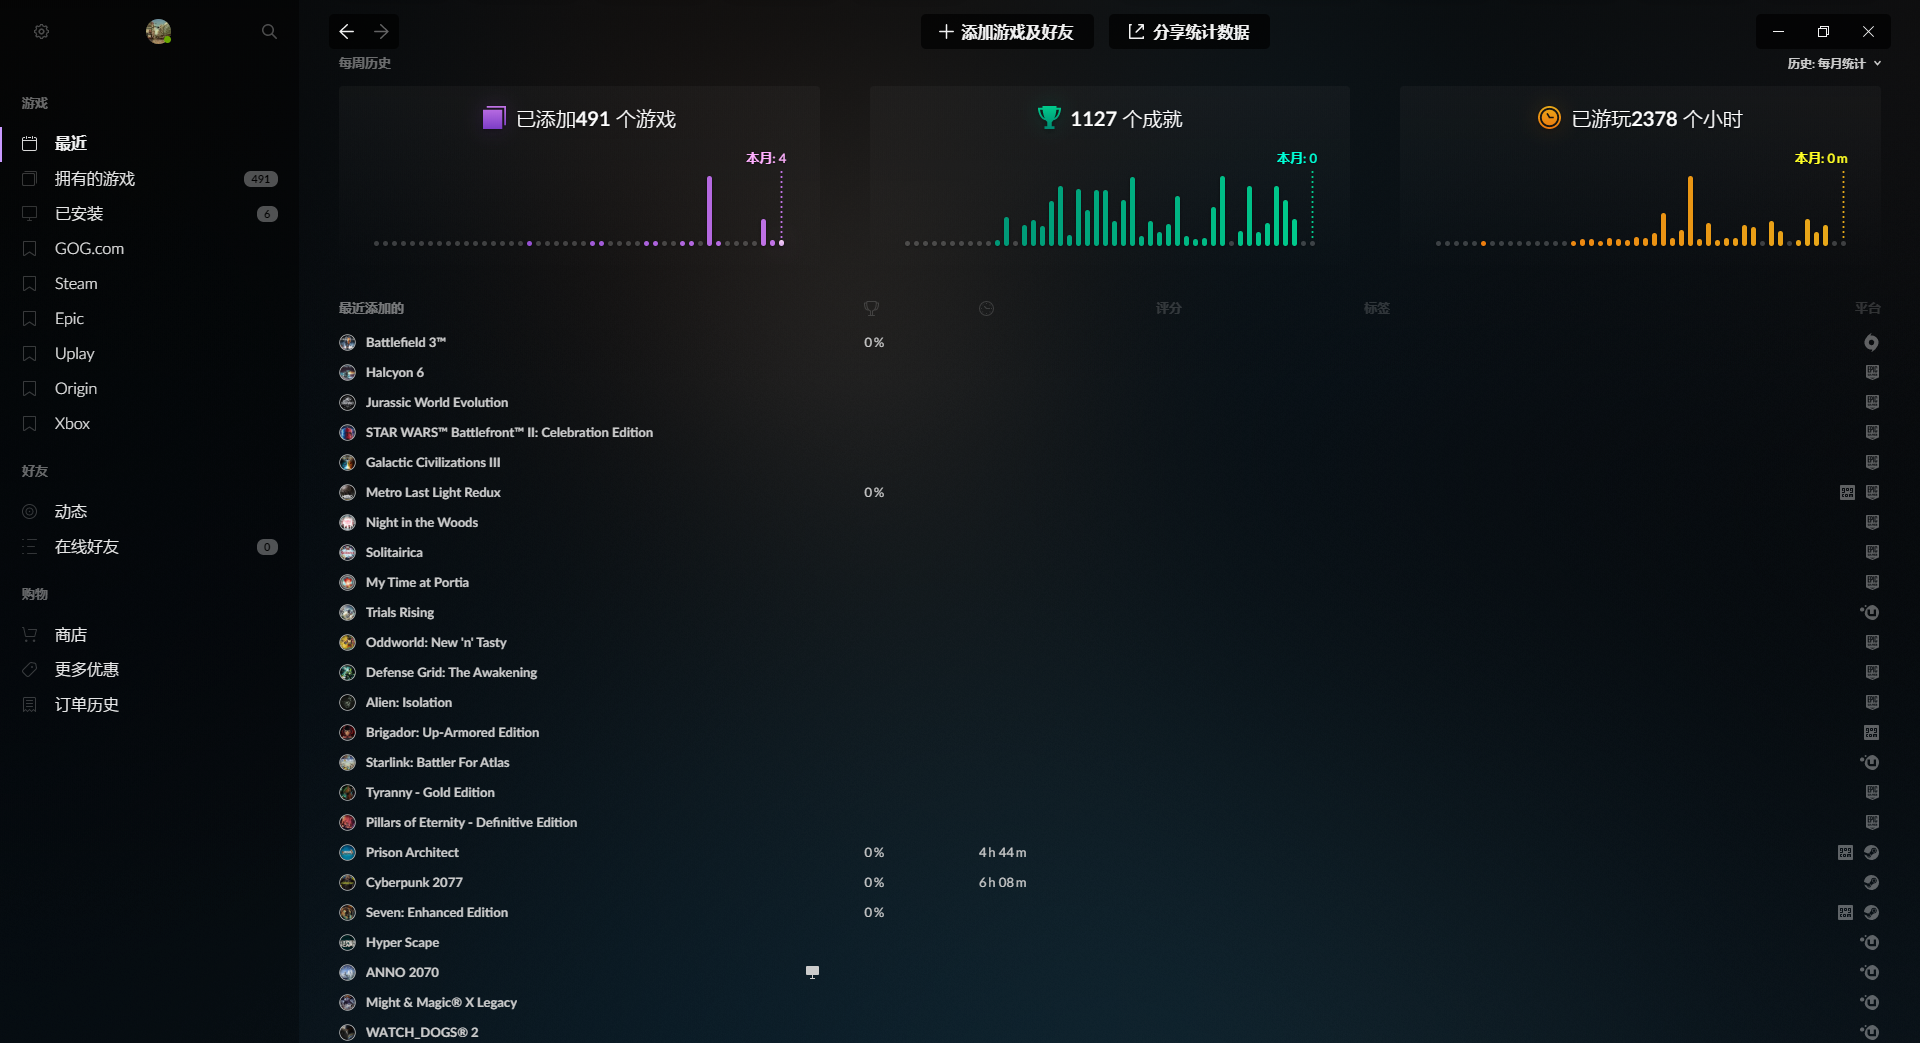 添加游戏及好友
分享统计数据
每周历史
历史: 每月统计
游戏
最近
拥有的游戏 491
已安装 6
GOG.com
Steam
Epic
Uplay
Origin
Xbox
好友
动态
在线好友 0
购物
商店
更多优惠
订单历史
已添加491 个游戏
本月: 4
1127 个成就
本月: 0
已游玩2378 个小时
本月: 0 m
最近添加的 评分 标签 平台
Battlefield 3™ 0 %
Halcyon 6
Jurassic World Evolution
STAR WARS™ Battlefront™ II: Celebration Edition
Galactic Civilizations III
Metro Last Light Redux 0 %
Night in the Woods
Solitairica
My Time at Portia
Trials Rising
Oddworld: New 'n' Tasty
Defense Grid: The Awakening
Alien: Isolation
Brigador: Up-Armored Edition
Starlink: Battler For Atlas
Tyranny - Gold Edition
Pillars of Eternity - Definitive Edition
Prison Architect 0 % 4 h 44 m
Cyberpunk 2077 0 % 6 h 08 m
Seven: Enhanced Edition 0 %
Hyper Scape
ANNO 2070
Might & Magic® X Legacy
WATCH_DOGS® 2